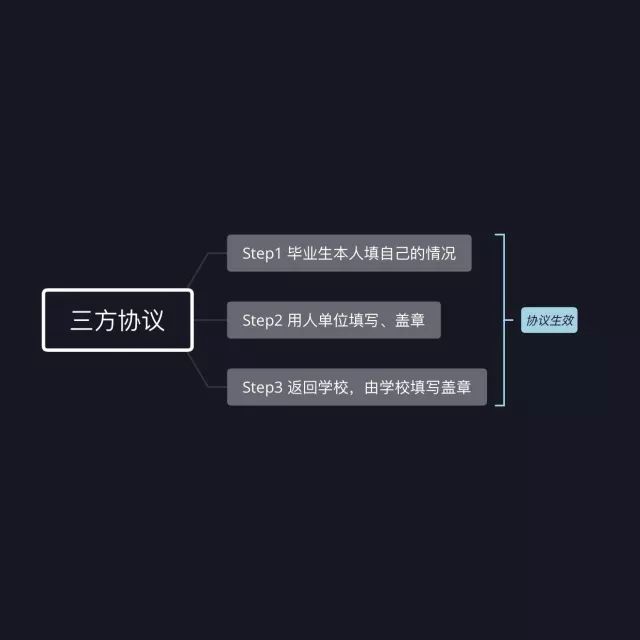 三方协议
Step1 毕业生本人填自己的情况
Step2 用人单位填写、盖章
Step3 返回学校，由学校填写盖章
协议生效